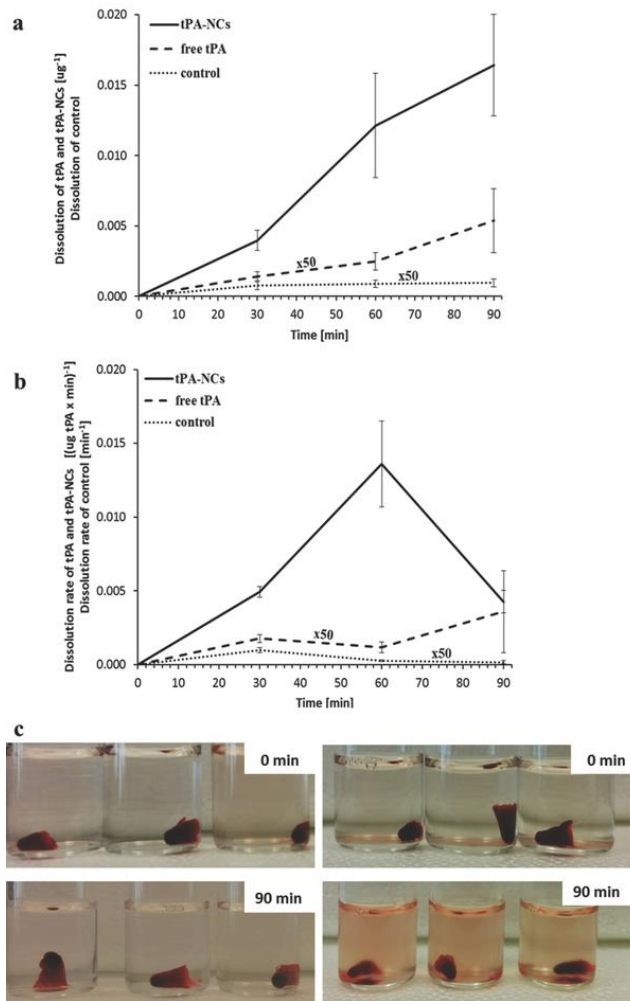 a
0.020
0.015
0.010
0.005
0.000
Dissolution of tPA and tPA-NCs [ug⁻¹]
Dissolution of control
tPA-NCs
free tPA
control
x50
x50
0 10 20 30 40 50 60 70 80 90
Time [min]
b
0.020
0.015
0.010
0.005
0.000
Dissolution rate of tPA and tPA-NCs [(ug tPA x min)⁻¹]
Dissolution rate of control [min⁻¹]
tPA-NCs
free tPA
control
x50
x50
0 10 20 30 40 50 60 70 80 90
Time [min]
c
0 min
0 min
90 min
90 min